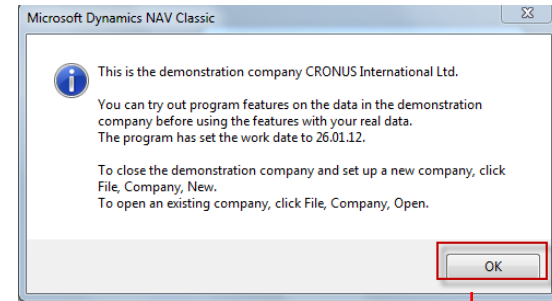 Microsoft Dynamics NAV Classic
This is the demonstration company CRONUS International Ltd.
You can try out program features on the data in the demonstration
company before using the features with your real data.
The program has set the work date to 26.01.12.
To close the demonstration company and set up a new company, click
File, Company, New.
To open an existing company, click File, Company, Open.
OK